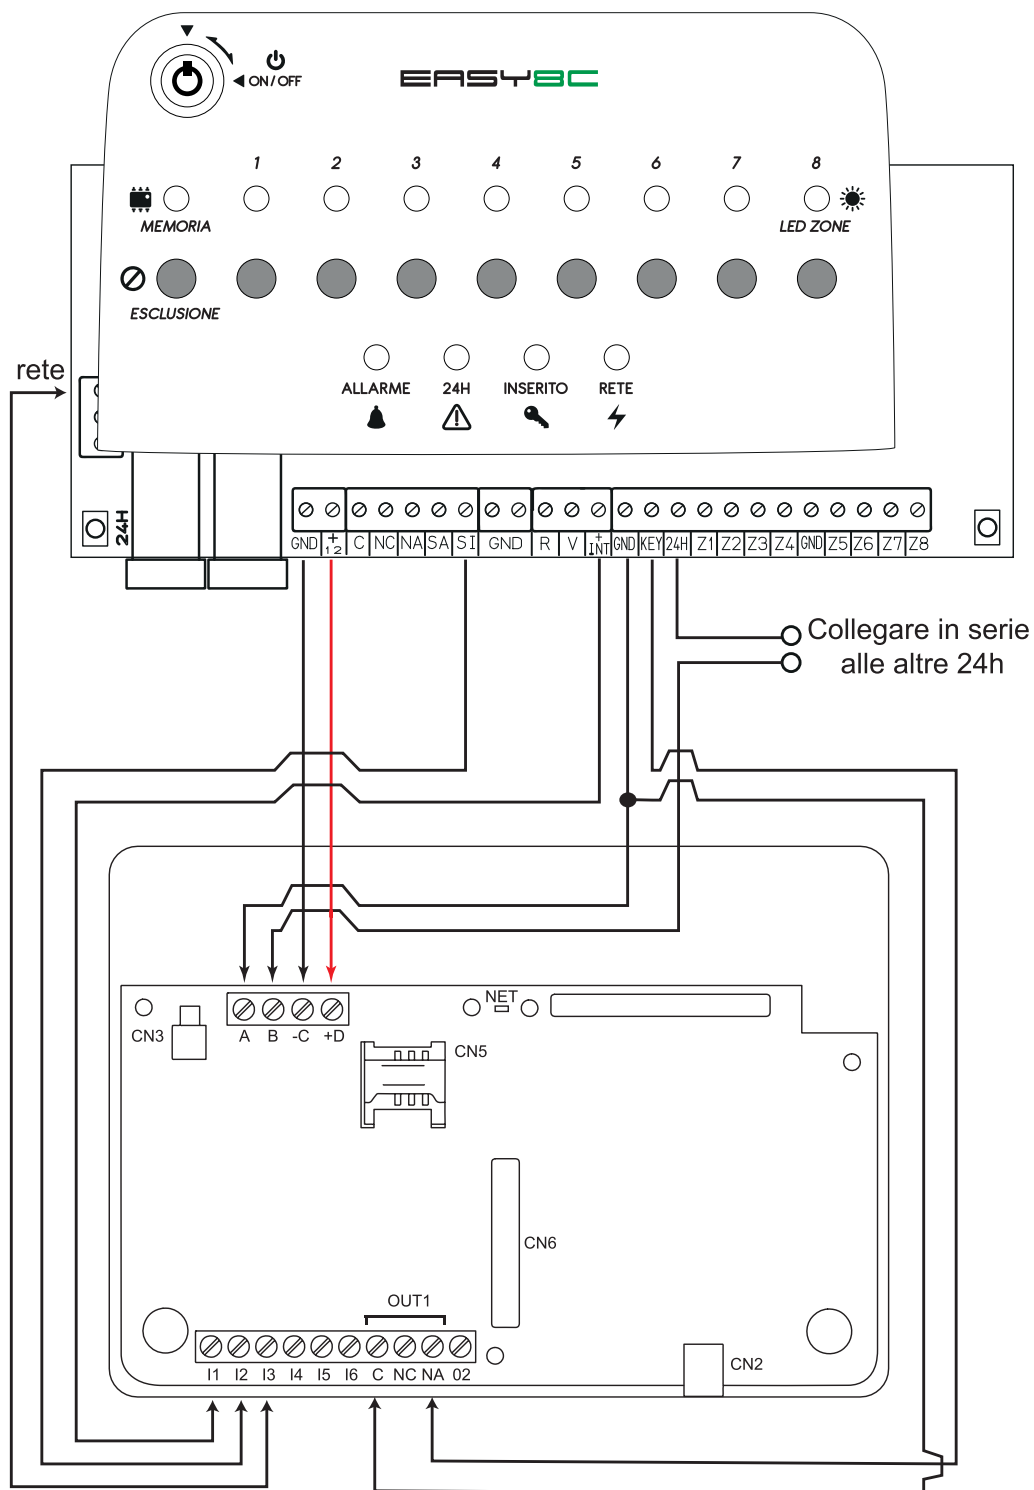 ON / OFF
EASY8C
1 2 3 4 5 6 7 8
MEMORIA
LED ZONE
ESCLUSIONE
rete
ALLARME 24H INSERITO RETE
24H
GND + 12 C NC NA SA SI GND R V + INT GND KEY 24H Z1 Z2 Z3 Z4 GND Z5 Z6 Z7 Z8
Collegare in serie
alle altre 24h
NET
CN3
A B -C +D
CN5
CN6
OUT1
CN2
I1 I2 I3 I4 I5 I6 C NC NA 02